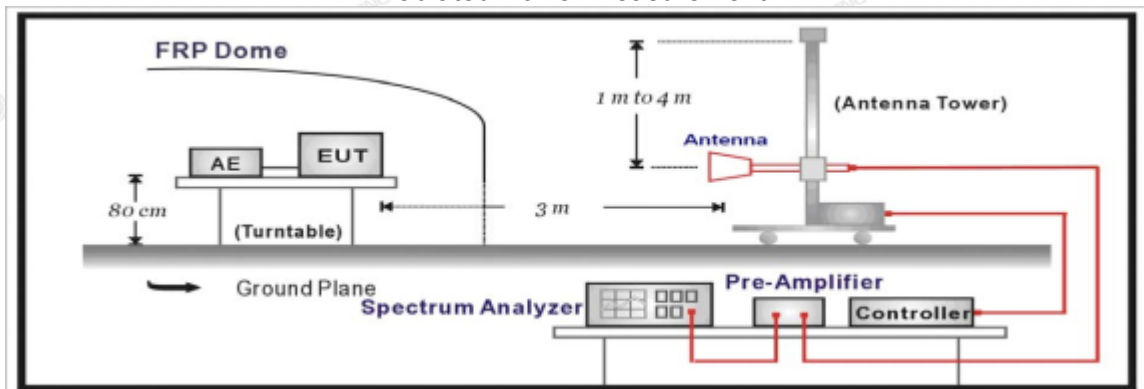 FRP Dome
1 m to 4 m
(Antenna Tower)
Antenna
AE
EUT
80 cm
3 m
(Turntable)
Ground Plane
Pre-Amplifier
Spectrum Analyzer
Controller